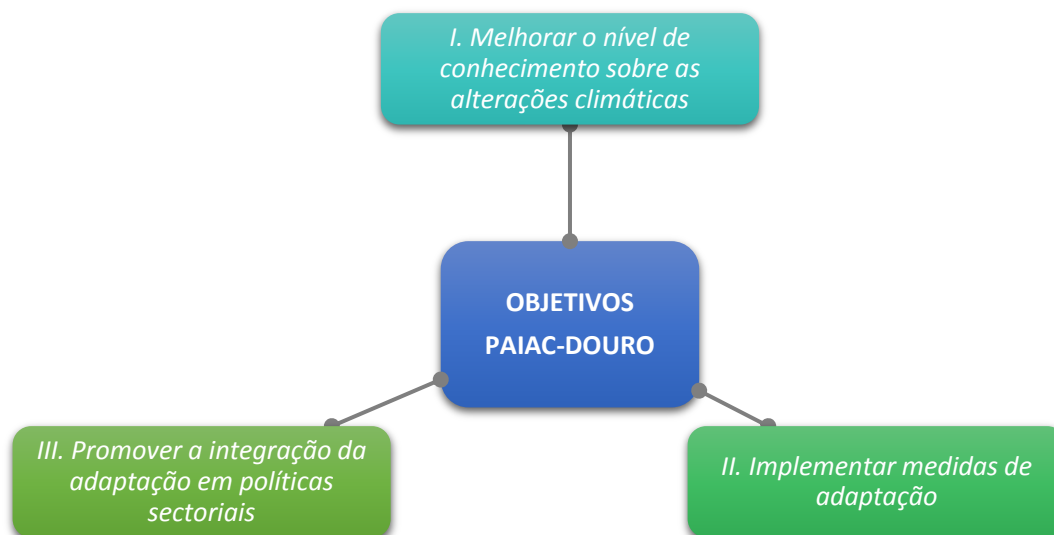 I. Melhorar o nível de
conhecimento sobre as
alterações climáticas
OBJETIVOS
PAIAC-DOURO
III. Promover a integração da
adaptação em políticas
sectoriais
II. Implementar medidas de
adaptação